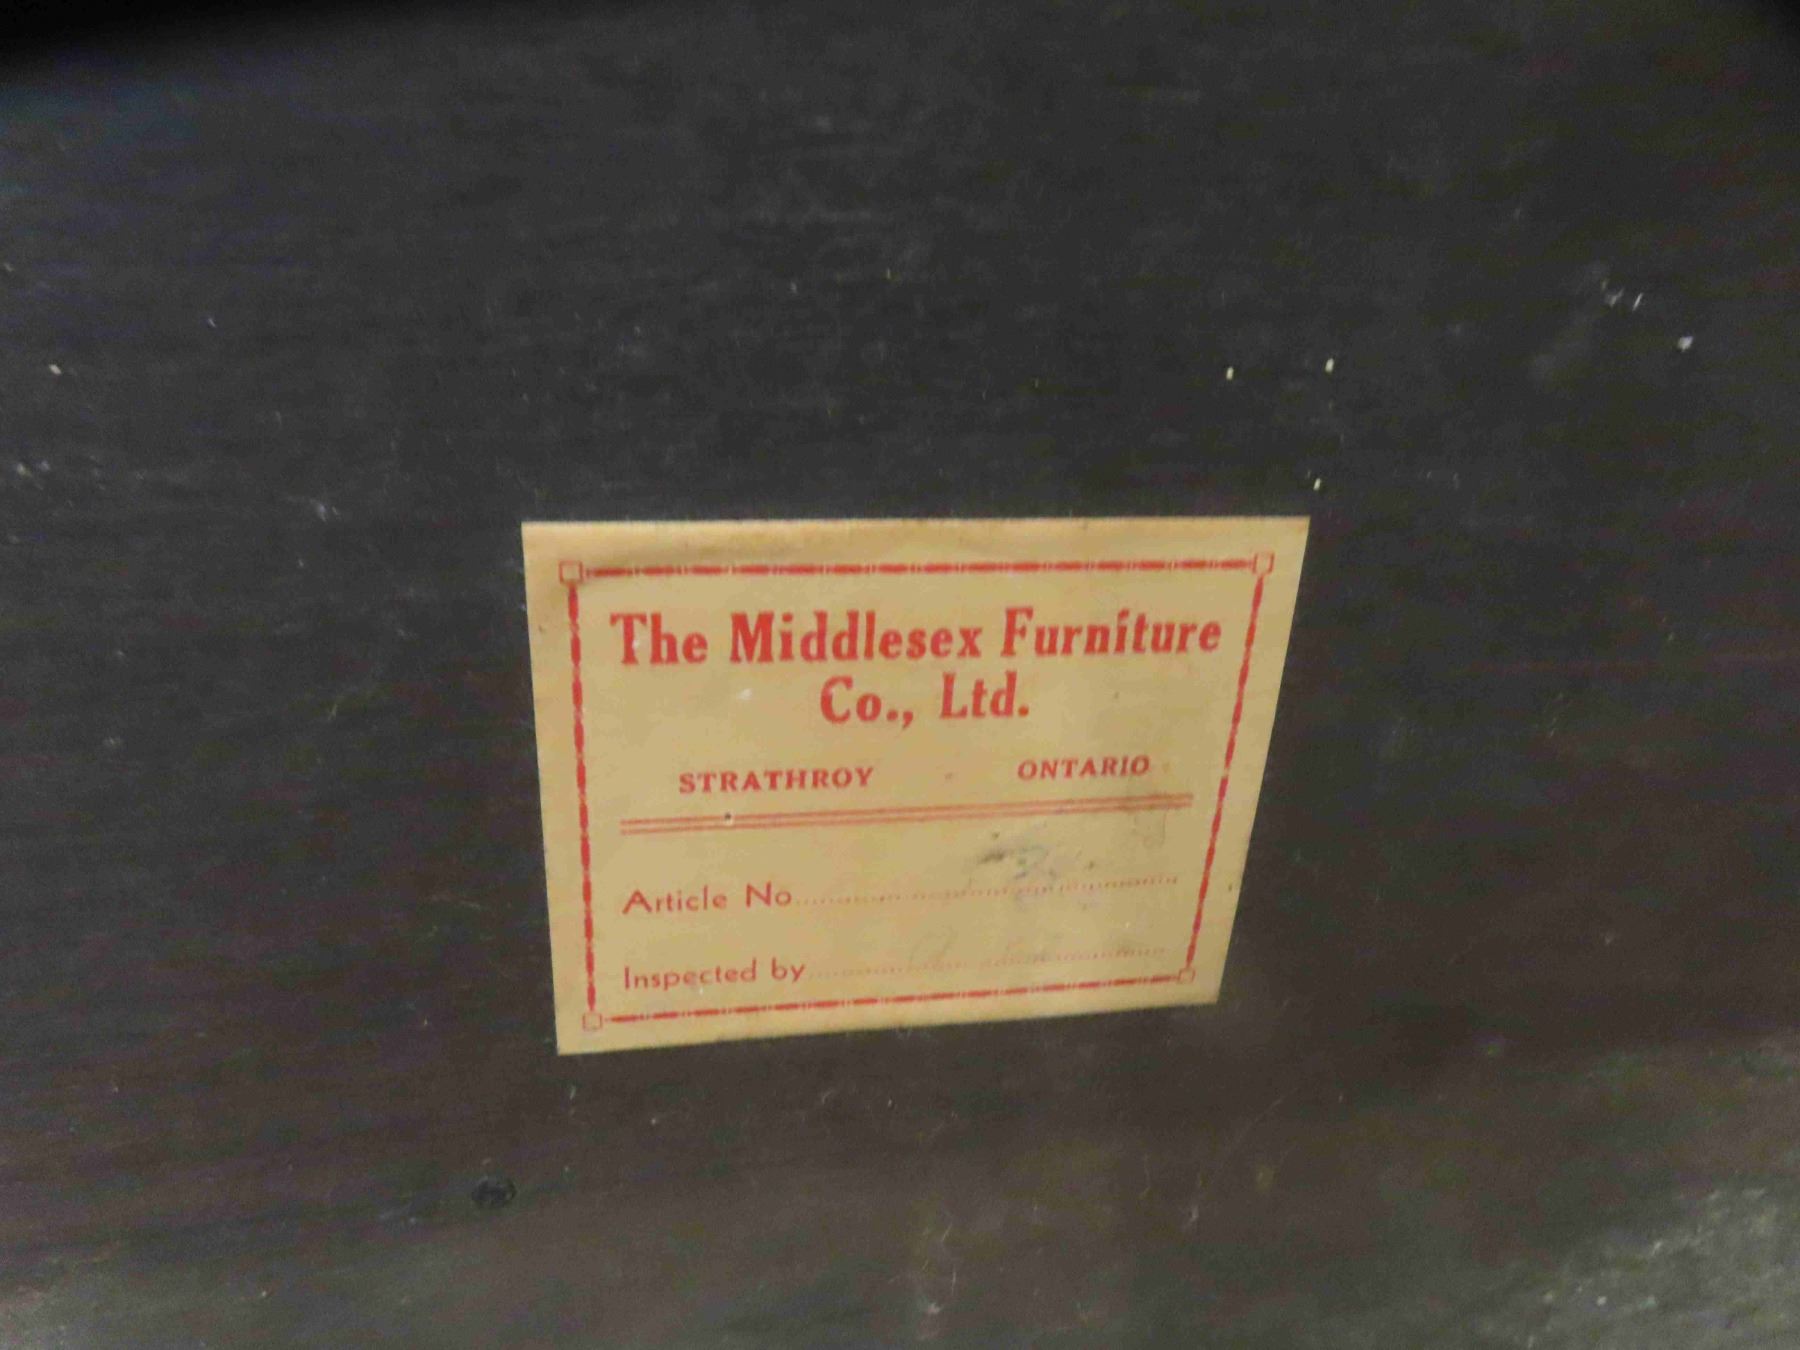 The Middlesex Furniture
Co., Ltd.
STRATHROY ONTARIO
Article No.
Inspected by